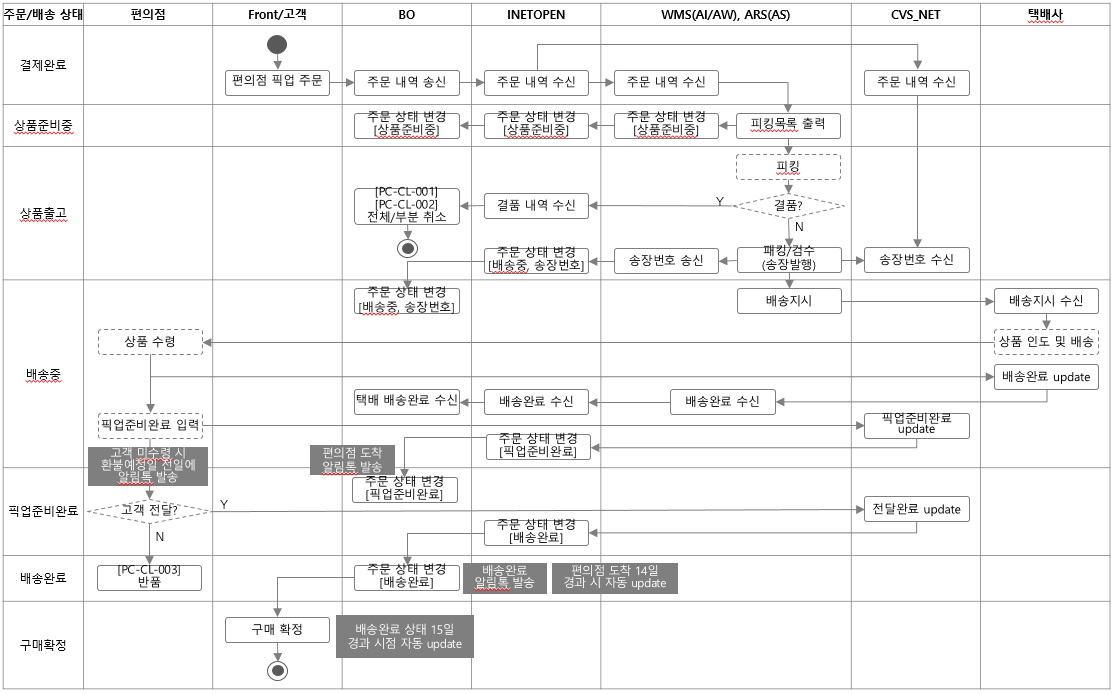 주문/배송 상태
편의점
Front/고객
BO
INETOPEN
WMS(AI/AW), ARS(AS)
CVS_NET
택배사
결제완료
편의점 픽업 주문
주문 내역 송신
주문 내역 수신
주문 내역 수신
주문 내역 수신
상품준비중
주문 상태 변경
[상품준비중]
주문 상태 변경
[상품준비중]
주문 상태 변경
[상품준비중]
피킹목록 출력
상품출고
피킹
[PC-CL-001]
[PC-CL-002]
전체/부분 취소
결품 내역 수신
Y
결품?
N
주문 상태 변경
[배송중, 송장번호]
송장번호 송신
패킹/검수
(송장발행)
송장번호 수신
배송중
주문 상태 변경
[배송중, 송장번호]
배송지시
배송지시 수신
상품 수령
상품 인도 및 배송
배송완료 update
택배 배송완료 수신
배송완료 수신
배송완료 수신
픽업준비완료 입력
픽업준비완료
update
주문 상태 변경
[픽업준비완료]
고객 미수령 시
환불예정일 전일에
알림톡 발송
편의점 도착
알림톡 발송
픽업준비완료
주문 상태 변경
[픽업준비완료]
고객 전달?
Y
N
전달완료 update
주문 상태 변경
[배송완료]
배송완료
[PC-CL-003]
반품
주문 상태 변경
[배송완료]
배송완료
알림톡 발송
편의점 도착 14일
경과 시 자동 update
구매확정
구매 확정
배송완료 상태 15일
경과 시점 자동 update